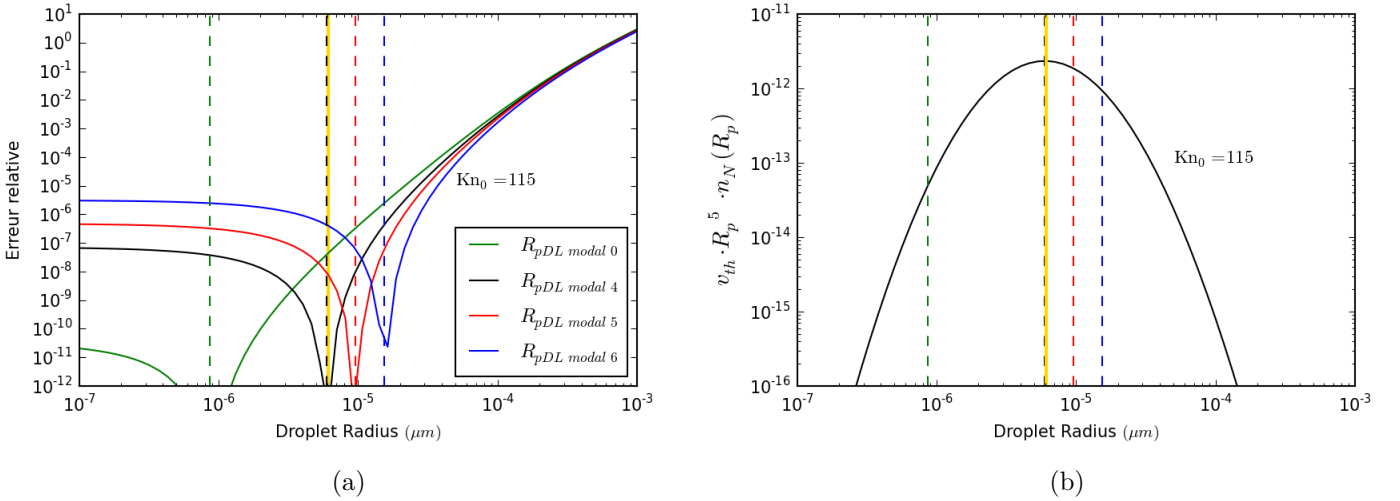 Erreur relative
10^1
10^0
10^-1
10^-2
10^-3
10^-4
10^-5
10^-6
10^-7
10^-8
10^-9
10^-10
10^-11
10^-12
Kn_0 =115
R_pDL modal 0
R_pDL modal 4
R_pDL modal 5
R_pDL modal 6
10^-7 10^-6 10^-5 10^-4 10^-3
Droplet Radius (μm)
(a)
v_th · R_p^5 · n_N(R_p)
10^-11
10^-12
10^-13
10^-14
10^-15
10^-16
Kn_0 =115
10^-7 10^-6 10^-5 10^-4 10^-3
Droplet Radius (μm)
(b)